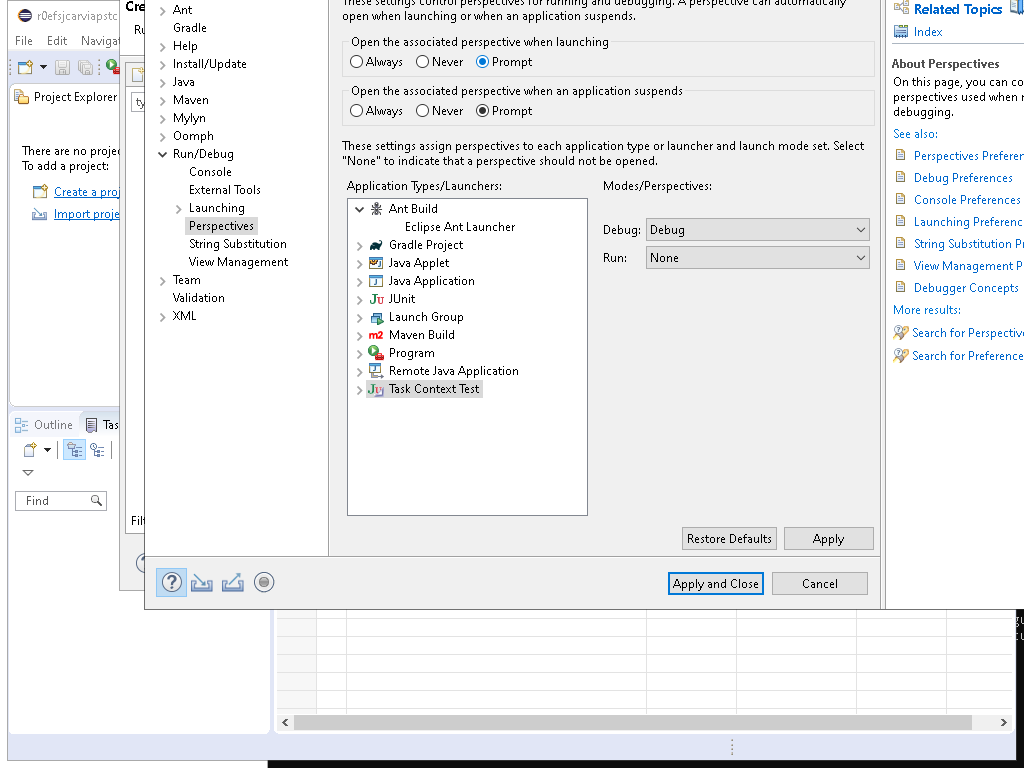 r0efsjcarviapstc
File Edit Naviga
Project Explorer
There are no proje
To add a project:
Create a proj
Import proje
Outline
Tas
Find
Cre
Ru
ty
Filt
Ant
Gradle
Help
Install/Update
Java
Maven
Mylyn
Oomph
Run/Debug
Console
External Tools
Launching
Perspectives
String Substitution
View Management
Team
Validation
XML
These settings control perspectives for running and debugging. A perspective can automatically
open when launching or when an application suspends.
Open the associated perspective when launching
Always Never Prompt
Open the associated perspective when an application suspends
Always Never Prompt
These settings assign perspectives to each application type or launcher and launch mode set. Select
"None" to indicate that a perspective should not be opened.
Application Types/Launchers:
Ant Build
Eclipse Ant Launcher
Gradle Project
Java Applet
Java Application
JUnit
Launch Group
Maven Build
Program
Remote Java Application
Task Context Test
Modes/Perspectives:
Debug: Debug
Run: None
Restore Defaults Apply
Apply and Close Cancel
Related Topics
Index
About Perspectives
On this page, you can co
perspectives used when r
debugging.
See also:
Perspectives Preferen
Debug Preferences
Console Preferences
Launching Preferenc
String Substitution Pr
View Management P
Debugger Concepts
More results:
Search for Perspective
Search for Preference